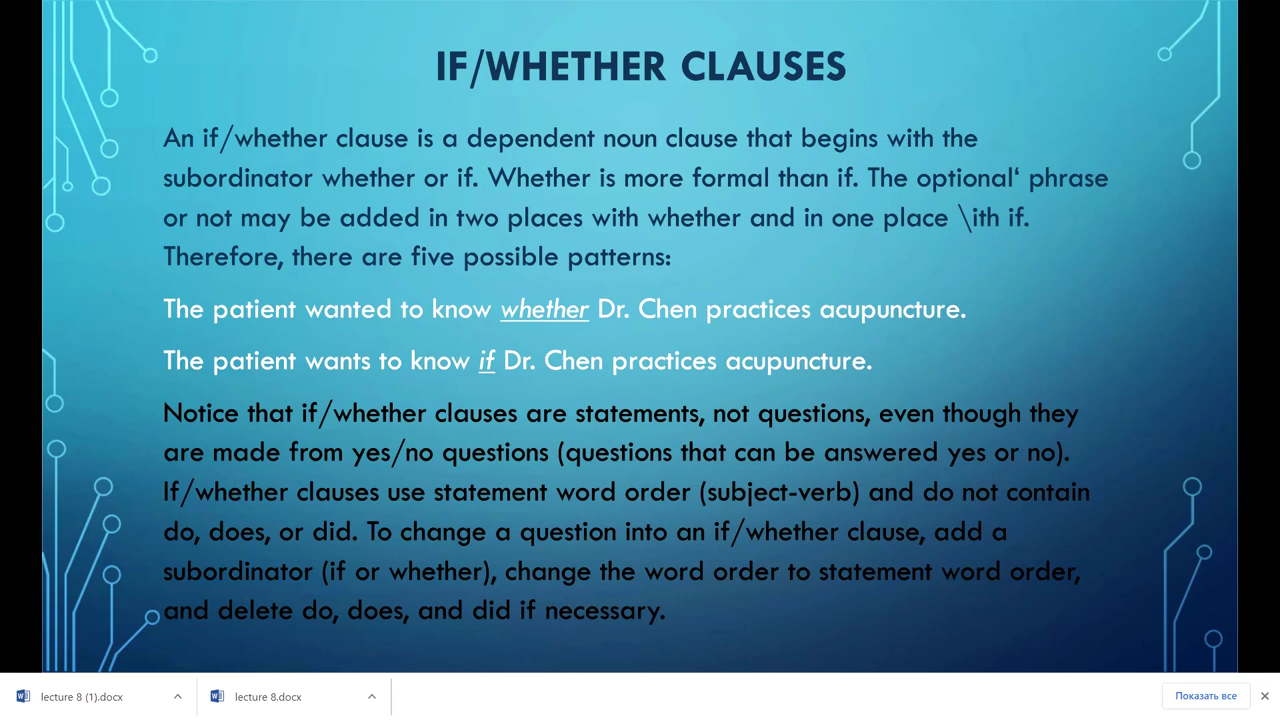 IF/WHETHER CLAUSES
An if/whether clause is a dependent noun clause that begins with the
subordinator whether or if. Whether is more formal than if. The optional‘ phrase
or not may be added in two places with whether and in one place \ith if.
Therefore, there are five possible patterns:
The patient wanted to know whether Dr. Chen practices acupuncture.
The patient wants to know if Dr. Chen practices acupuncture.
Notice that if/whether clauses are statements, not questions, even though they
are made from yes/no questions (questions that can be answered yes or no).
If/whether clauses use statement word order (subject-verb) and do not contain
do, does, or did. To change a question into an if/whether clause, add a
subordinator (if or whether), change the word order to statement word order,
and delete do, does, and did if necessary.
lecture 8 (1).docx
lecture 8.docx
Показать все